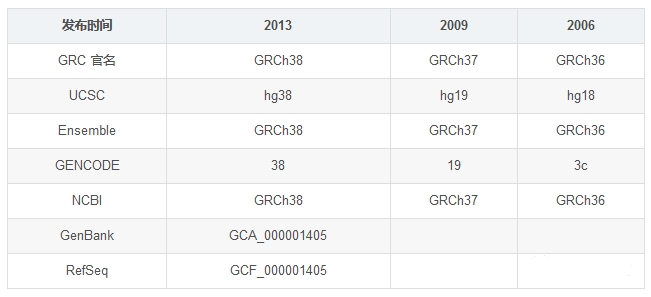 发布时间 2013 2009 2006
GRC 官名 GRCh38 GRCh37 GRCh36
UCSC hg38 hg19 hg18
Ensemble GRCh38 GRCh37 GRCh36
GENCODE 38 19 3c
NCBI GRCh38 GRCh37 GRCh36
GenBank GCA_000001405
RefSeq GCF_000001405